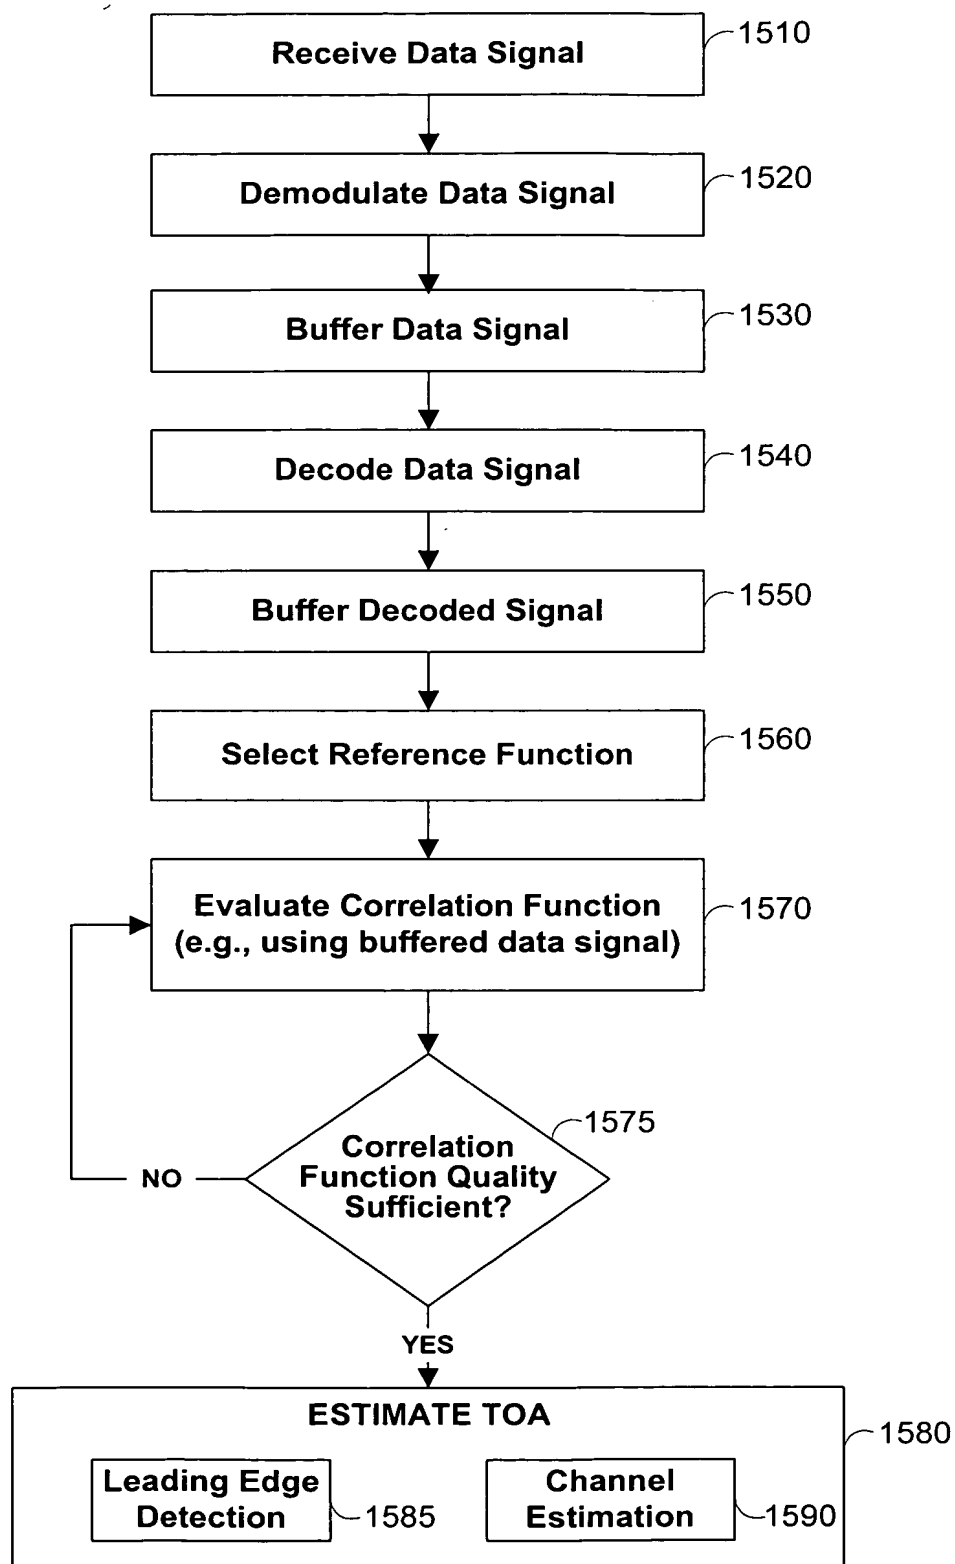 Receive Data Signal
1510
Demodulate Data Signal
1520
Buffer Data Signal
1530
Decode Data Signal
1540
Buffer Decoded Signal
1550
Select Reference Function
1560
Evaluate Correlation Function
(e.g., using buffered data signal)
1570
Correlation
Function Quality
Sufficient?
1575
NO
YES
ESTIMATE TOA
1580
Leading Edge
Detection
1585
Channel
Estimation
1590